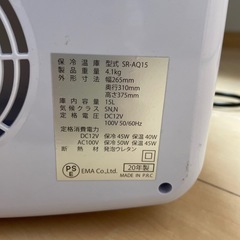 保冷温庫 型式 SR-AQ15
製品重量 4.1kg
製品寸法 幅265mm
奥行310mm
高さ375mm
内容量 15L
気候クラス SN,N
定格電圧 DC12V
100V 50/60Hz
定格消費電力
DC12V 保冷 45W 保温 40W
AC100V 保冷 50W 保温 45W
断熱材 発泡ウレタン
PSE
EMA Co.,Ltd.
20年製
MADE IN P.R.C